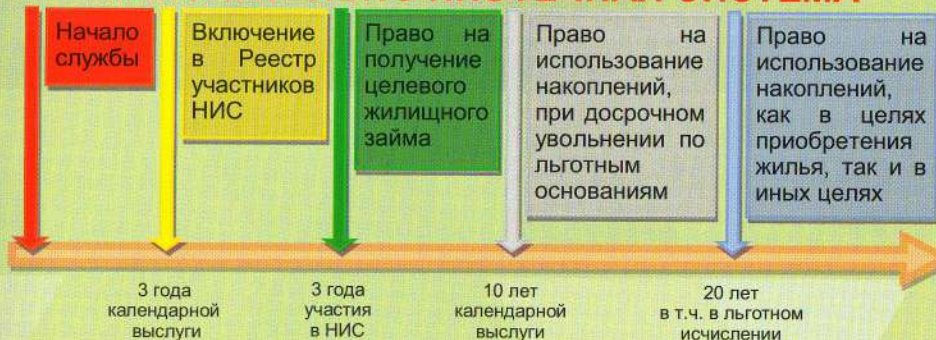 СИСТЕМА
Начало
службы
Включение
в Реестр
участников
НИС
Право на
получение
целевого
жилищного
займа
Право на
использование
накоплений,
при досрочном
увольнении по
льготным
основаниям
Право на
использование
накоплений,
как в целях
приобретения
жилья, так и в
иных целях
3 года
календарной
выслуги
3 года
участия
в НИС
10 лет
календарной
выслуги
20 лет
в т.ч. в льготном
исчислении